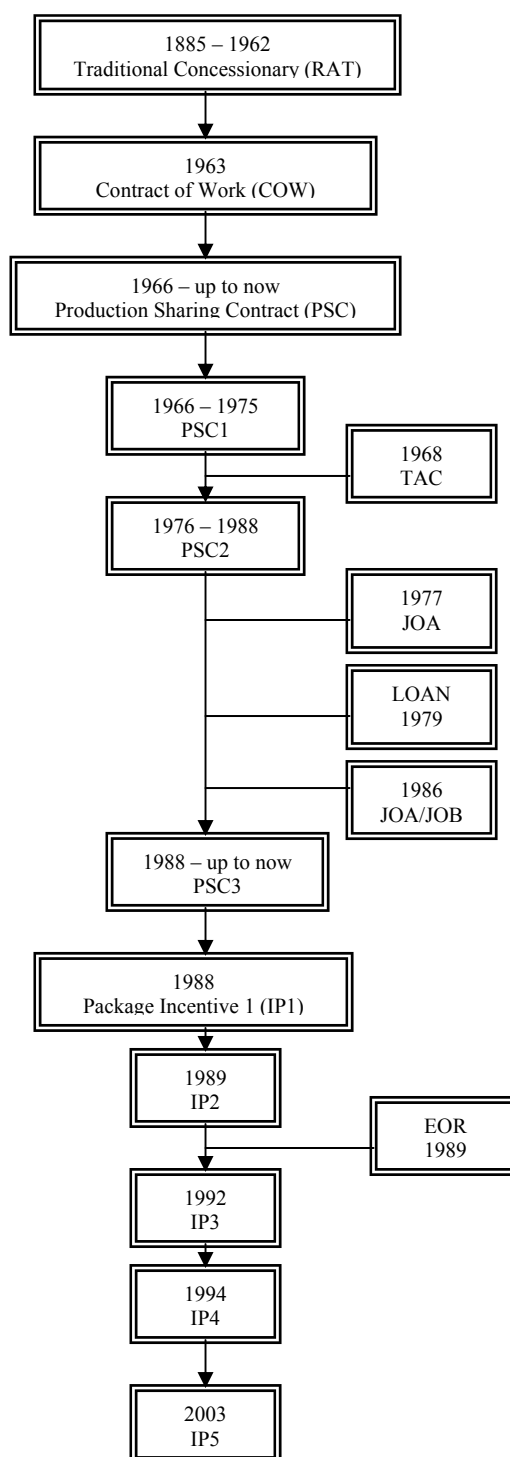 1885 – 1962
Traditional Concessionary (RAT)
1963
Contract of Work (COW)
1966 – up to now
Production Sharing Contract (PSC)
1966 – 1975
PSC1
1968
TAC
1976 – 1988
PSC2
1977
JOA
LOAN
1979
1986
JOA/JOB
1988 – up to now
PSC3
1988
Package Incentive 1 (IP1)
1989
IP2
EOR
1989
1992
IP3
1994
IP4
2003
IP5